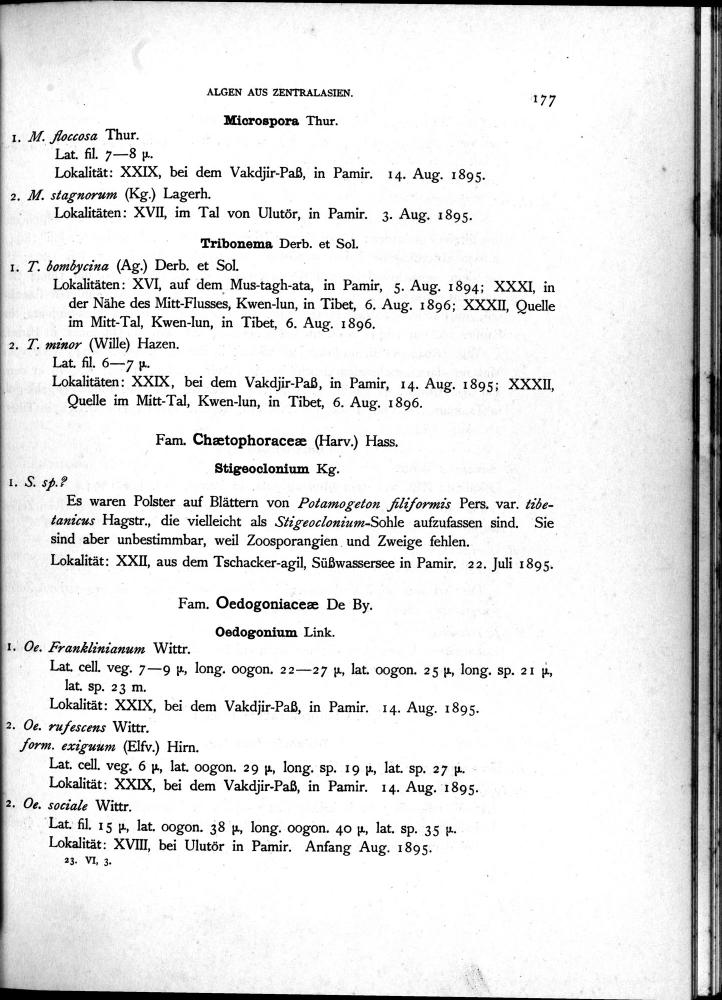 ALGEN AUS ZENTRALASIEN.
177
Microspora Thur.
1. M. floccosa Thur.
Lat. fil. 7—8 µ.
Lokalität: XXIX, bei dem Vakdjir-Paß, in Pamir. 14. Aug. 1895.
2. M. stagnorum (Kg.) Lagerh.
Lokalitäten: XVII, im Tal von Ulutör, in Pamir. 3. Aug. 1895.
Tribonema Derb. et Sol.
1. T. bombycina (Ag.) Derb. et Sol.
Lokalitäten: XVI, auf dem Mus-tagh-ata, in Pamir, 5. Aug. 1894; XXXI, in
der Nähe des Mitt-Flusses, Kwen-lun, in Tibet, 6. Aug. 1896; XXXII, Quelle
im Mitt-Tal, Kwen-lun, in Tibet, 6. Aug. 1896.
2. T. minor (Wille) Hazen.
Lat. fil. 6—7 µ.
Lokalitäten: XXIX, bei dem Vakdjir-Paß, in Pamir, 14. Aug. 1895; XXXII,
Quelle im Mitt-Tal, Kwen-lun, in Tibet, 6. Aug. 1896.
Fam. Chætophoraceæ (Harv.) Hass.
Stigeoclonium Kg.
1. S. sp.?
Es waren Polster auf Blättern von Potamogeton filiformis Pers. var. tibe-
tanicus Hagstr., die vielleicht als Stigeoclonium-Sohle aufzufassen sind. Sie
sind aber unbestimmbar, weil Zoosporangien und Zweige fehlen.
Lokalität: XXII, aus dem Tschacker-agil, Süßwassersee in Pamir. 22. Juli 1895.
Fam. Oedogoniaceæ De By.
Oedogonium Link.
1. Oe. Franklinianum Wittr.
Lat. cell. veg. 7—9 µ, long. oogon. 22—27 µ, lat. oogon. 25 µ, long. sp. 21 µ,
lat. sp. 23 m.
Lokalität: XXIX, bei dem Vakdjir-Paß, in Pamir. 14. Aug. 1895.
2. Oe. rufescens Wittr.
form. exiguum (Elfv.) Hirn.
Lat. cell. veg. 6 µ, lat. oogon. 29 µ, long. sp. 19 µ, lat. sp. 27 µ.
Lokalität: XXIX, bei dem Vakdjir-Paß, in Pamir. 14. Aug. 1895.
2. Oe. sociale Wittr.
Lat. fil. 15 µ, lat. oogon. 38 µ, long. oogon. 40 µ, lat. sp. 35 µ.
Lokalität: XVIII, bei Ulutör in Pamir. Anfang Aug. 1895.
23. VI, 3.